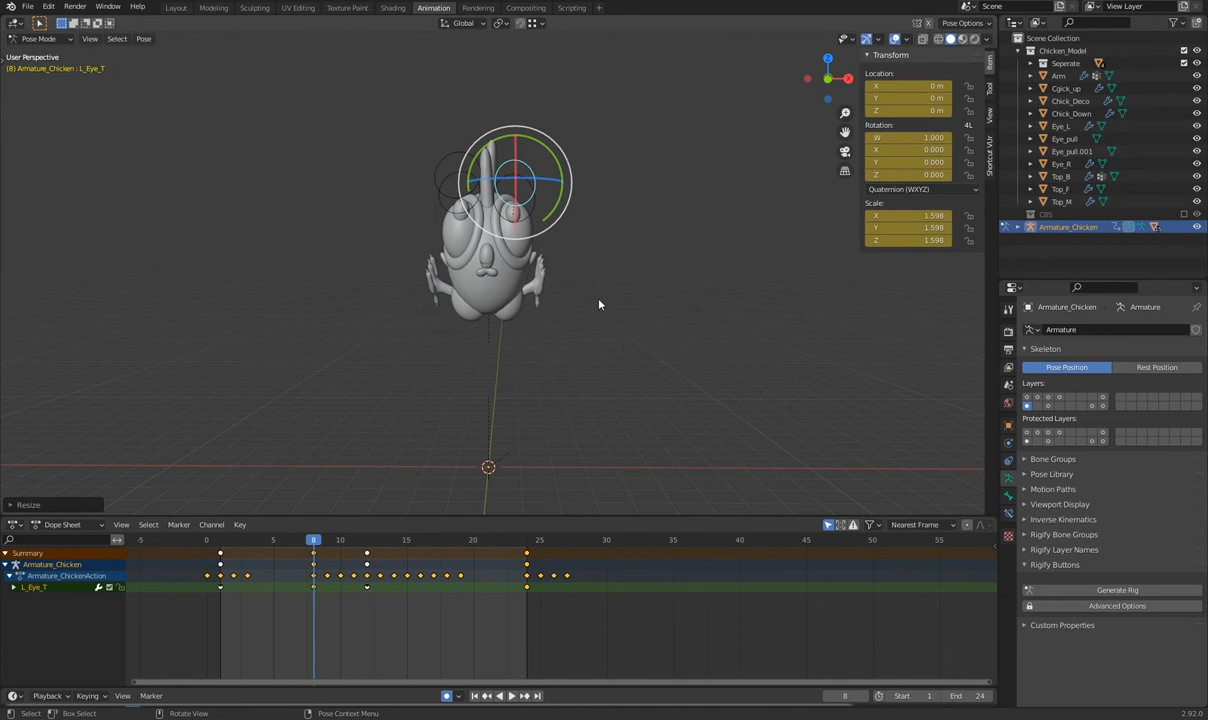 File Edit Render Window Help Layout Modeling Sculpting UV Editing Texture Paint Shading Animation Rendering Compositing Scripting + Scene View Layer
Global Pose Options
Pose Mode View Select Pose
User Perspective
(8) Armature_Chicken : L_Eye_T
Z
X
Transform
Location:
X 0 m
Y 0 m
Z 0 m
Rotation: 4L
W 1.000
X 0.000
Y 0.000
Z 0.000
Quaternion (WXYZ)
Scale:
X 1.598
Y 1.598
Z 1.598
Item
Tool
View
Shortcut VUr
Scene Collection
Chicken_Model
Seperate
Arm
Cgick_up
Chick_Deco
Chick_Down
Eye_L
Eye_pull
Eye_pull.001
Eye_R
Top_B
Top_F
Top_M
CBS
Armature_Chicken
Armature_Chicken Armature
Armature
Skeleton
Pose Position Rest Position
Layers:
Protected Layers:
Bone Groups
Pose Library
Motion Paths
Viewport Display
Inverse Kinematics
Rigify Bone Groups
Rigify Layer Names
Rigify Buttons
Generate Rig
Advanced Options
Custom Properties
Resize
Dope Sheet View Select Marker Channel Key Nearest Frame
-5 0 5 8 10 15 20 25 30 35 40 45 50 55
Summary
Armature_Chicken
Armature_ChickenAction
L_Eye_T
Playback Keying View Marker 8 Start 1 End 24
Select Box Select Rotate View Pose Context Menu 2.92.0